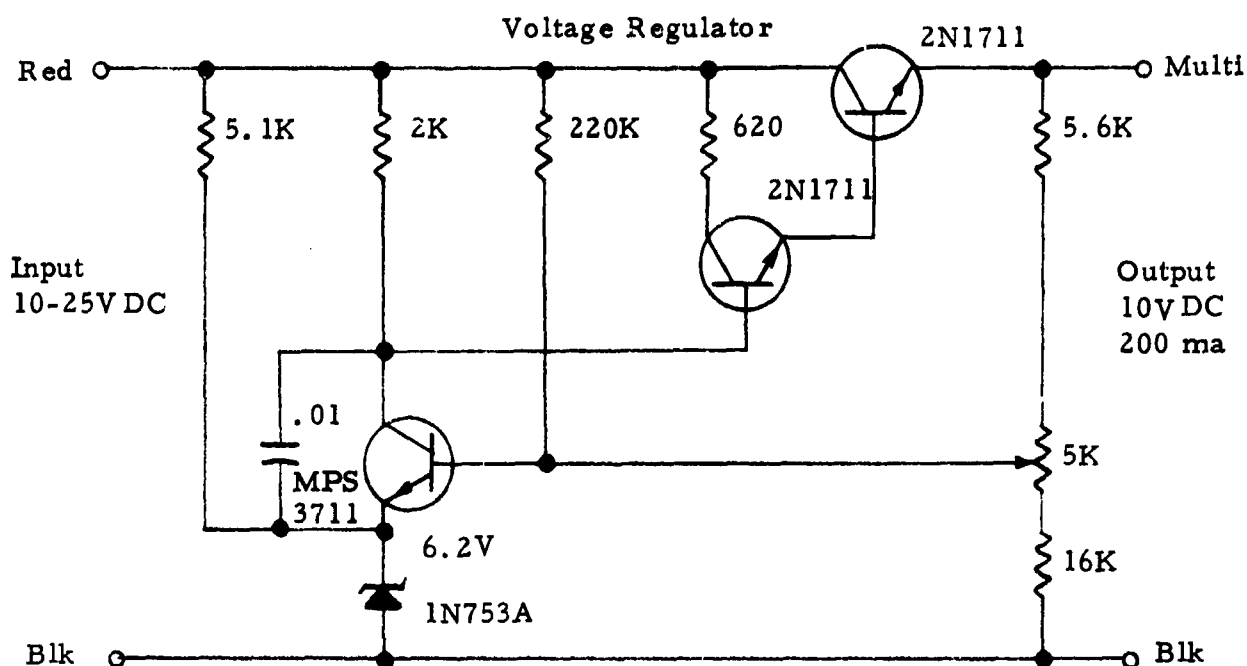 Voltage Regulator
2N1711
Red
Multi
5.1K
2K
220K
620
5.6K
2N1711
Input
10-25V DC
Output
10V DC
200 ma
.01
MPS
3711
5K
6.2V
16K
1N753A
Blk
Blk